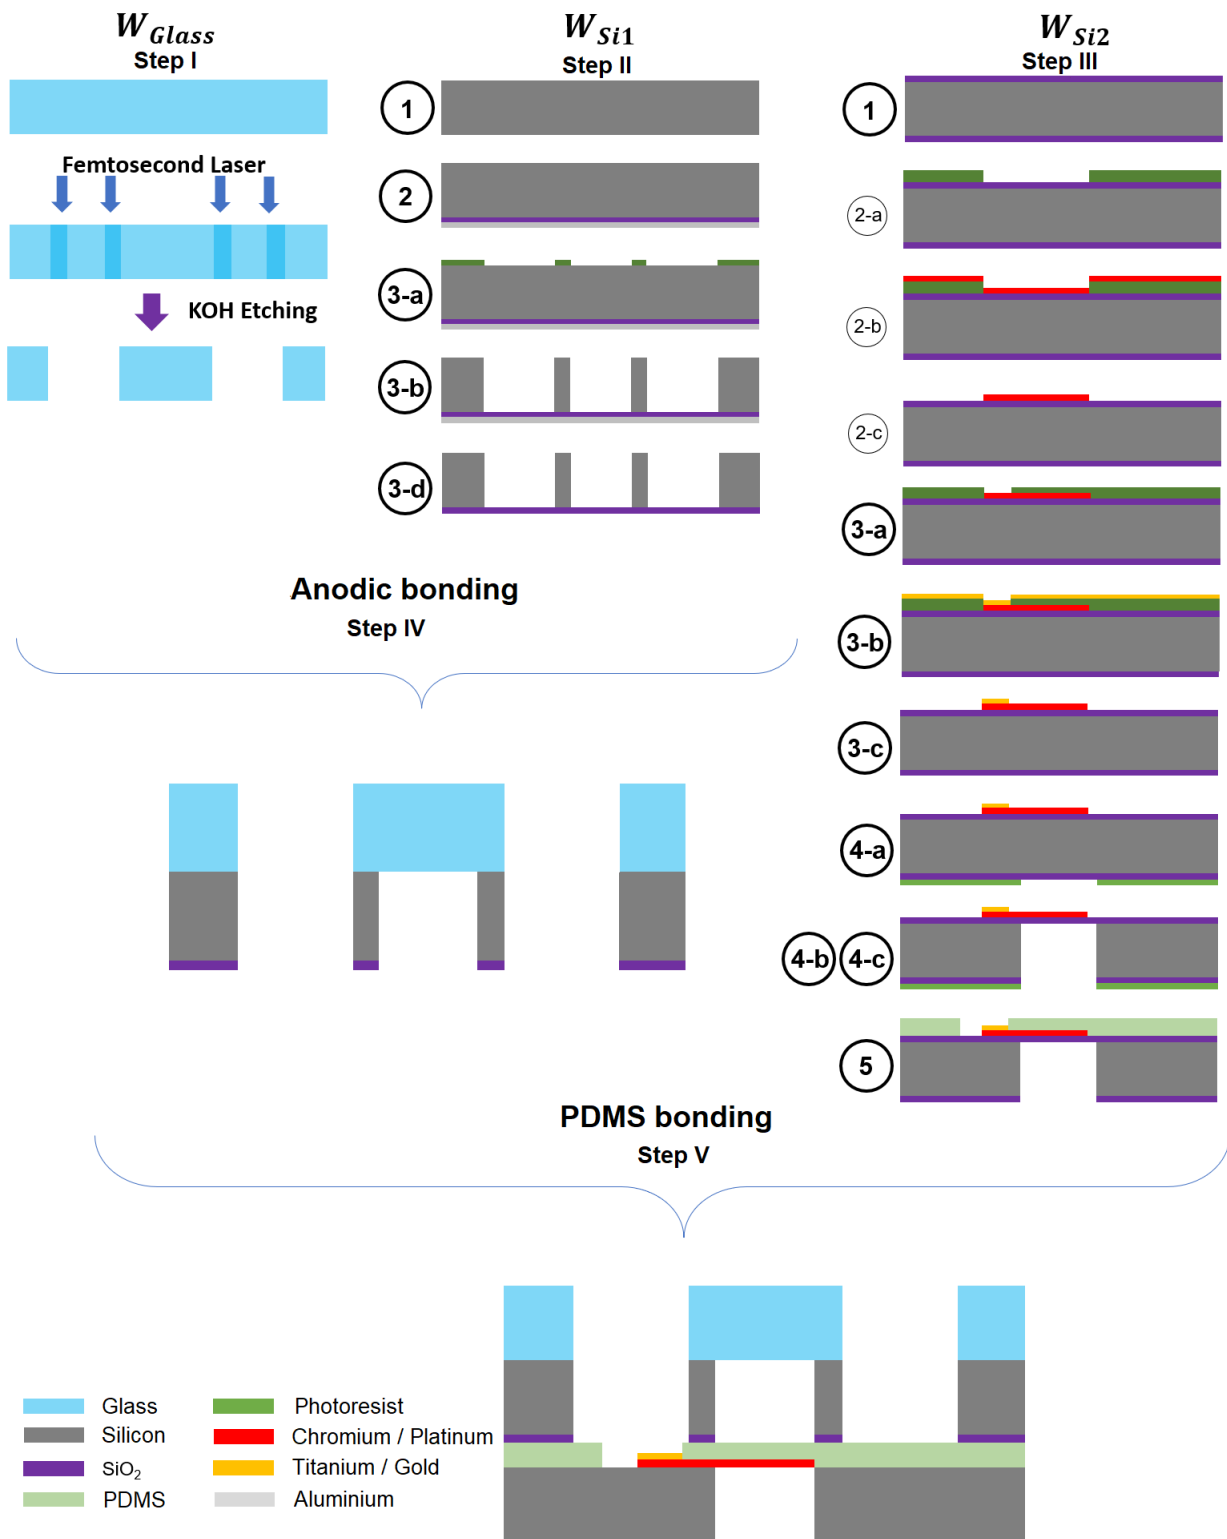 W_Glass
Step I
Femtosecond Laser
KOH Etching
W_Si1
Step II
1
2
3-a
3-b
3-d
W_Si2
Step III
1
2-a
2-b
2-c
3-a
3-b
3-c
4-a
4-b 4-c
5
Anodic bonding
Step IV
PDMS bonding
Step V
Glass
Silicon
SiO₂
PDMS
Photoresist
Chromium / Platinum
Titanium / Gold
Aluminium